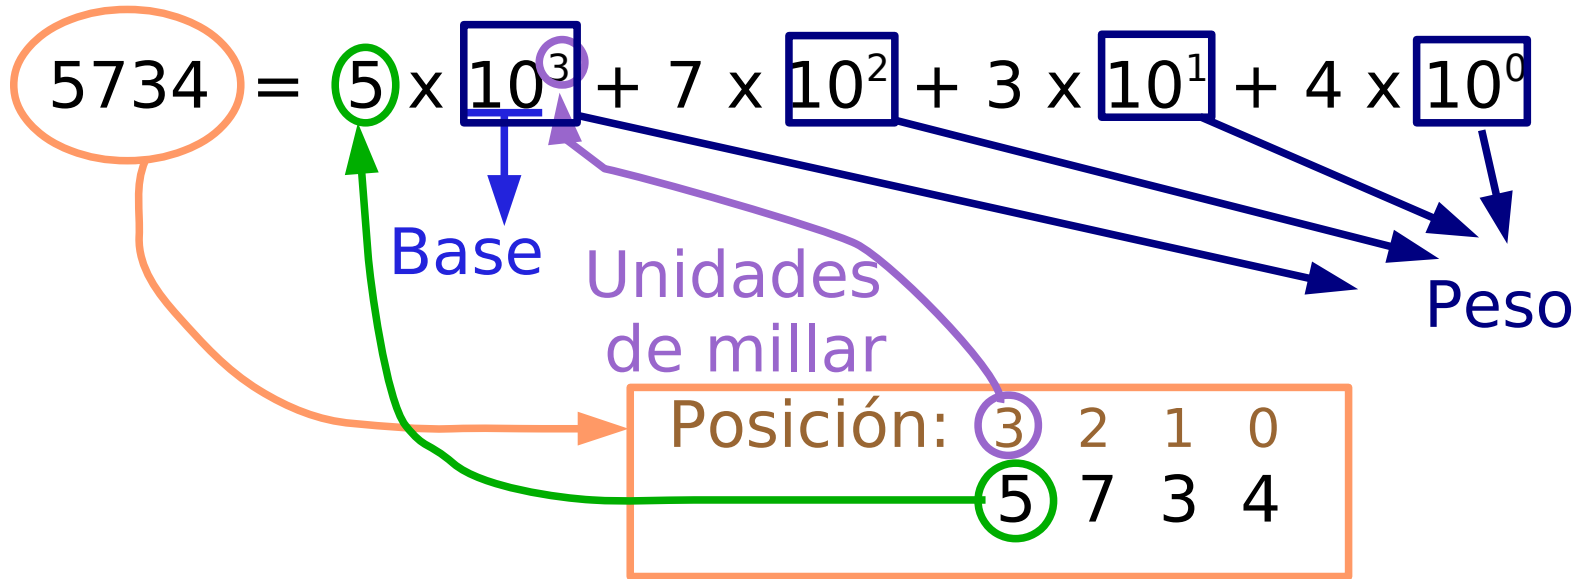 5734 = 5 x 10³ + 7 x 10² + 3 x 10¹ + 4 x 10⁰
Base
Unidades
de millar
Peso
Posición: 3 2 1 0
5 7 3 4